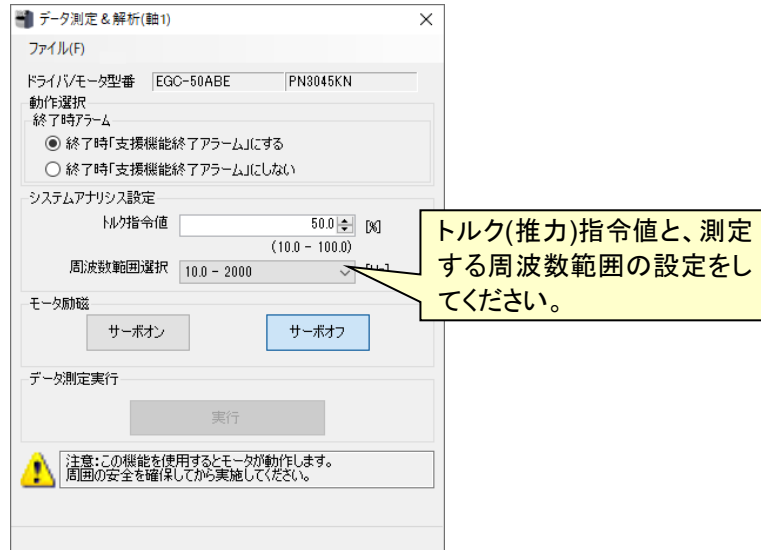 データ測定&解析(軸1)
ファイル(F)
ドライバ/モータ型番 EGC-50ABE PN3045KN
動作選択
終了時アラーム
終了時「支援機能終了アラーム」にする
終了時「支援機能終了アラーム」にしない
システムアナリシス設定
トルク指令値 50.0 [%]
(10.0 - 100.0)
周波数範囲選択 10.0 - 2000
モータ励磁
サーボオン サーボオフ
データ測定実行
実行
注意:この機能を使用するとモータが動作します。
周囲の安全を確保してから実施してください。
トルク(推力)指令値と、測定
する周波数範囲の設定をし
てください。